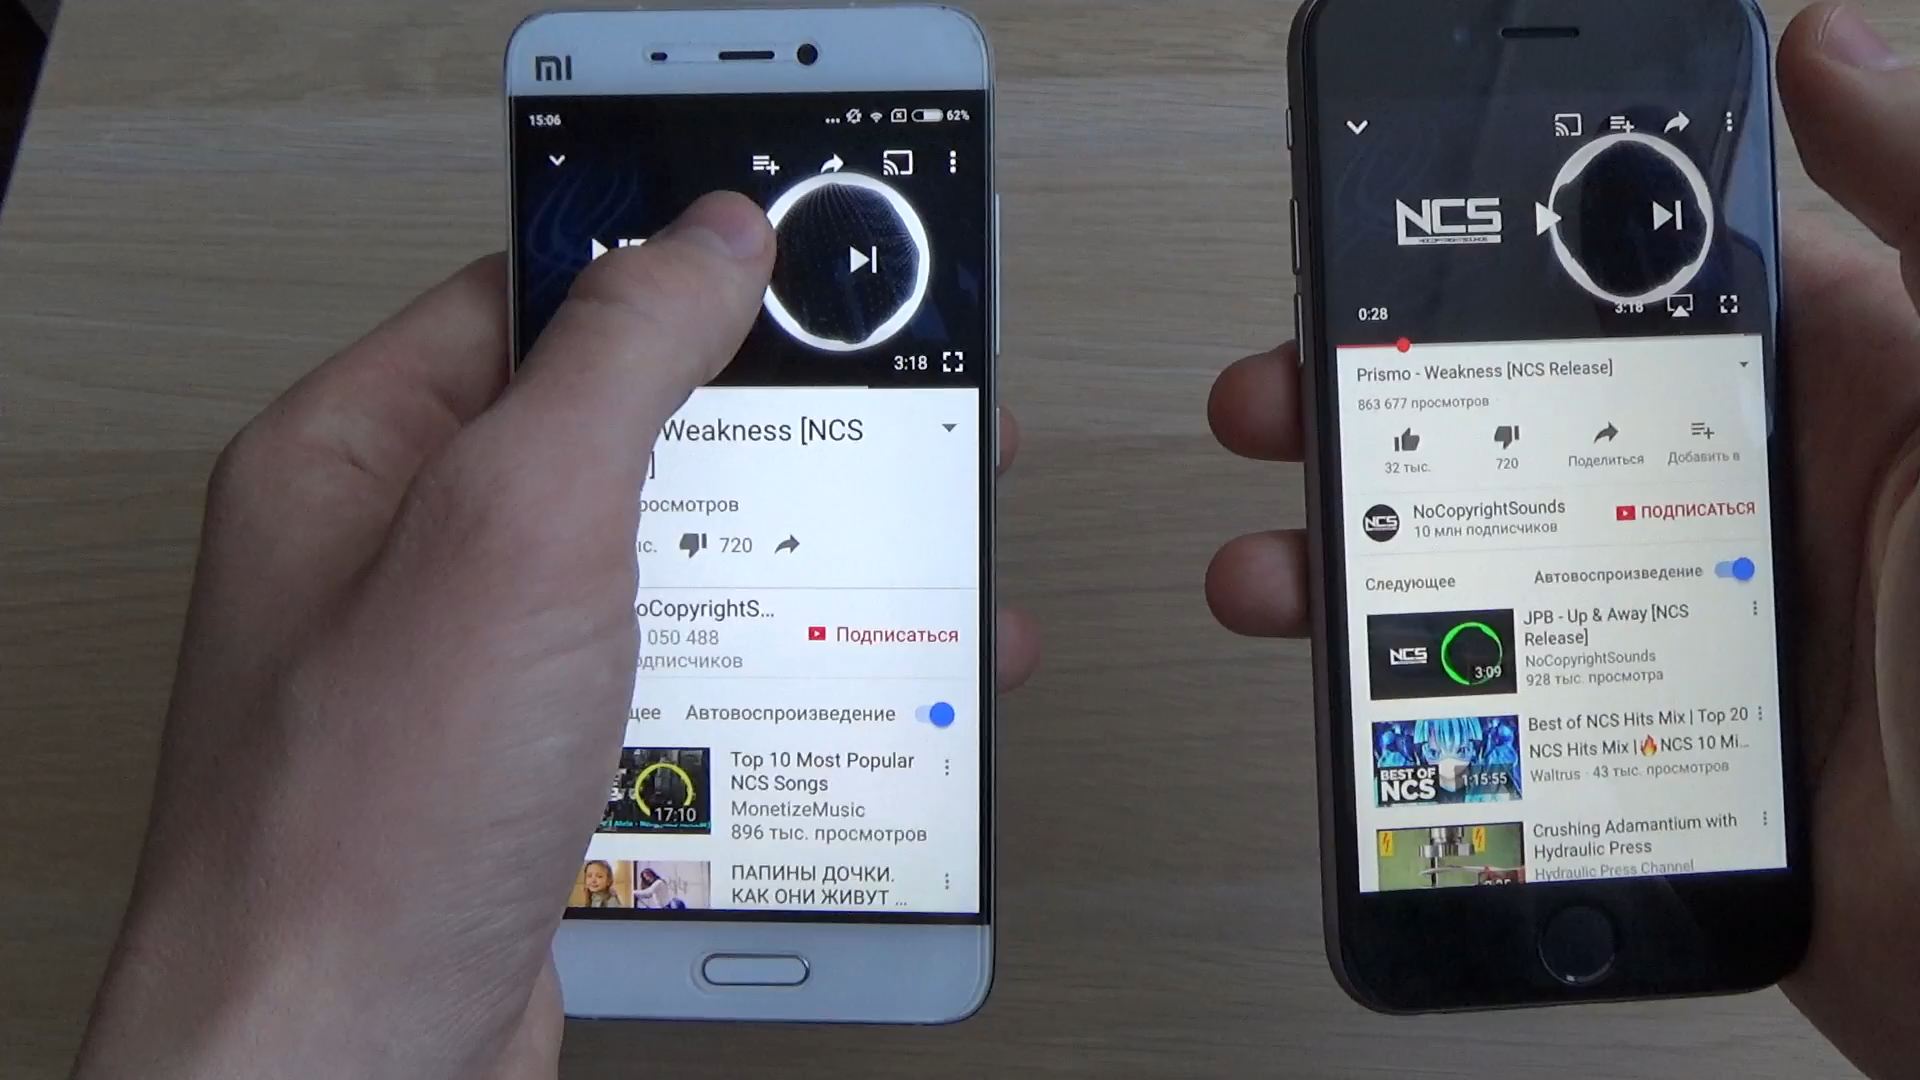 MI
15:06
62%
3:18
Weakness [NCS
]
росмотров
720
oCopyrightS...
050 488
Подписаться
одписчиков
щее
Автовоспроизведение
17:10
Top 10 Most Popular
NCS Songs
MonetizeMusic
896 тыс. просмотров
ПАПИНЫ ДОЧКИ.
КАК ОНИ ЖИВУТ ...
NCS
NOCOPYRIGHTSOUNDS
0:28
3:18
Prismo - Weakness [NCS Release]
863 677 просмотров
32 тыс.
720
Поделиться
Добавить в
NCS
NoCopyrightSounds
10 млн подписчиков
ПОДПИСАТЬСЯ
Следующее
Автовоспроизведение
NCS
3:09
JPB - Up & Away [NCS
Release]
NoCopyrightSounds
928 тыс. просмотра
BEST OF
NCS
1:15:55
Best of NCS Hits Mix | Top 20
NCS Hits Mix |🔥NCS 10 Mi...
Waltrus · 43 тыс. просмотров
Crushing Adamantium with
Hydraulic Press
Hydraulic Press Channel